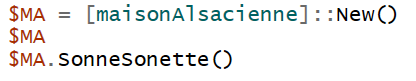 $MA = [maisonAlsacienne]::New()
$MA
$MA.SonneSonette()